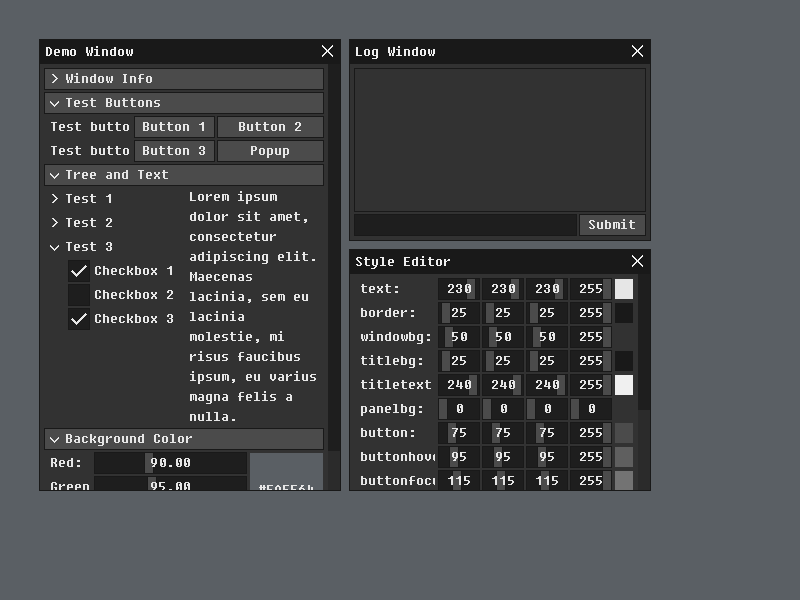 Demo Window
Window Info
Test Buttons
Test butto Button 1 Button 2
Test butto Button 3 Popup
Tree and Text
Test 1
Test 2
Test 3
Checkbox 1
Checkbox 2
Checkbox 3
Lorem ipsum
dolor sit amet,
consectetur
adipiscing elit.
Maecenas
lacinia, sem eu
lacinia
molestie, mi
risus faucibus
ipsum, eu varius
magna felis a
nulla.
Background Color
Red: 90.00
Green 95.00
Log Window
Submit
Style Editor
text: 230 230 230 255
border: 25 25 25 255
windowbg: 50 50 50 255
titlebg: 25 25 25 255
titletext 240 240 240 255
panelbg: 0 0 0 0
button: 75 75 75 255
buttonhov 95 95 95 255
buttonfoc 115 115 115 255